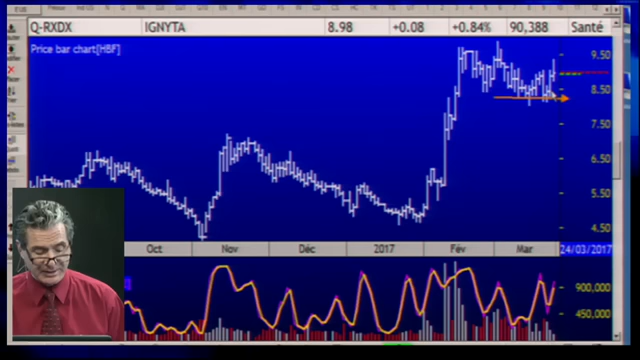 Q-RXDX IGNYTA 8.98 +0.08 +0.84% 90,388 Santé
Price bar chart[HBF]
9.50
8.50
7.50
6.50
5.50
4.50
Oct Nov Déc 2017 Fév Mar 24/03/2017
900,000
450,000